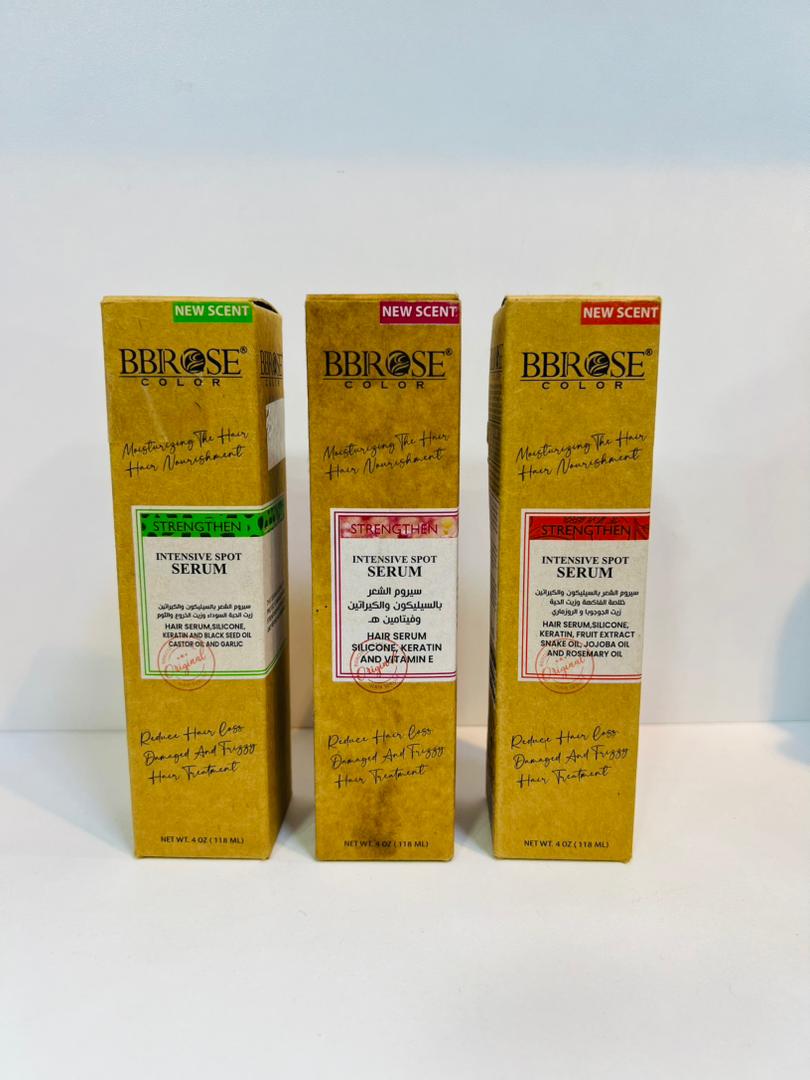 NEW SCENT
BBROSE®
COLOR
Moisturizing The Hair
Hair Nourishment
STRENGTHEN
INTENSIVE SPOT
SERUM
سيروم الشعر بالسيليكون والكيراتين
زيت الحبة السوداء وزيت الخروع والثوم
HAIR SERUM,SILICONE,
KERATIN AND BLACK SEED OIL
CASTOR OIL AND GARLIC
Original
Reduce Hair Loss
Damaged And Frizzy
Hair Treatment
NET WT. 4 OZ ( 118 ML)
NEW SCENT
BBROSE®
COLOR
Moisturizing The Hair
Hair Nourishment
STRENGTHEN
INTENSIVE SPOT
SERUM
سيروم الشعر
بالسيليكون والكيراتين
وفيتامين هـ
HAIR SERUM
SILICONE, KERATIN
AND VITAMIN E
Original
Reduce Hair Loss
Damaged And Frizzy
Hair Treatment
NET WT. 4 OZ ( 118 ML)
NEW SCENT
BBROSE®
COLOR
Moisturizing The Hair
Hair Nourishment
STRENGTHEN
INTENSIVE SPOT
SERUM
سيروم الشعر بالسيليكون والكيراتين
خلاصة الفاكهة وزيت الحية
زيت الجوجوبا و الروزماري
HAIR SERUM,SILICONE,
KERATIN, FRUIT EXTRACT
SNAKE OIL, JOJOBA OIL
AND ROSEMARY OIL
Original
Reduce Hair Loss
Damaged And Frizzy
Hair Treatment
NET WT. 4 OZ ( 118 ML)